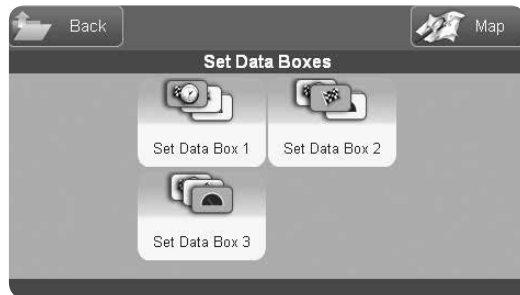 Back Map
Set Data Boxes
Set Data Box 1 Set Data Box 2
Set Data Box 3